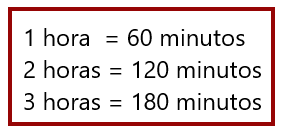 1 hora = 60 minutos
2 horas = 120 minutos
3 horas = 180 minutos